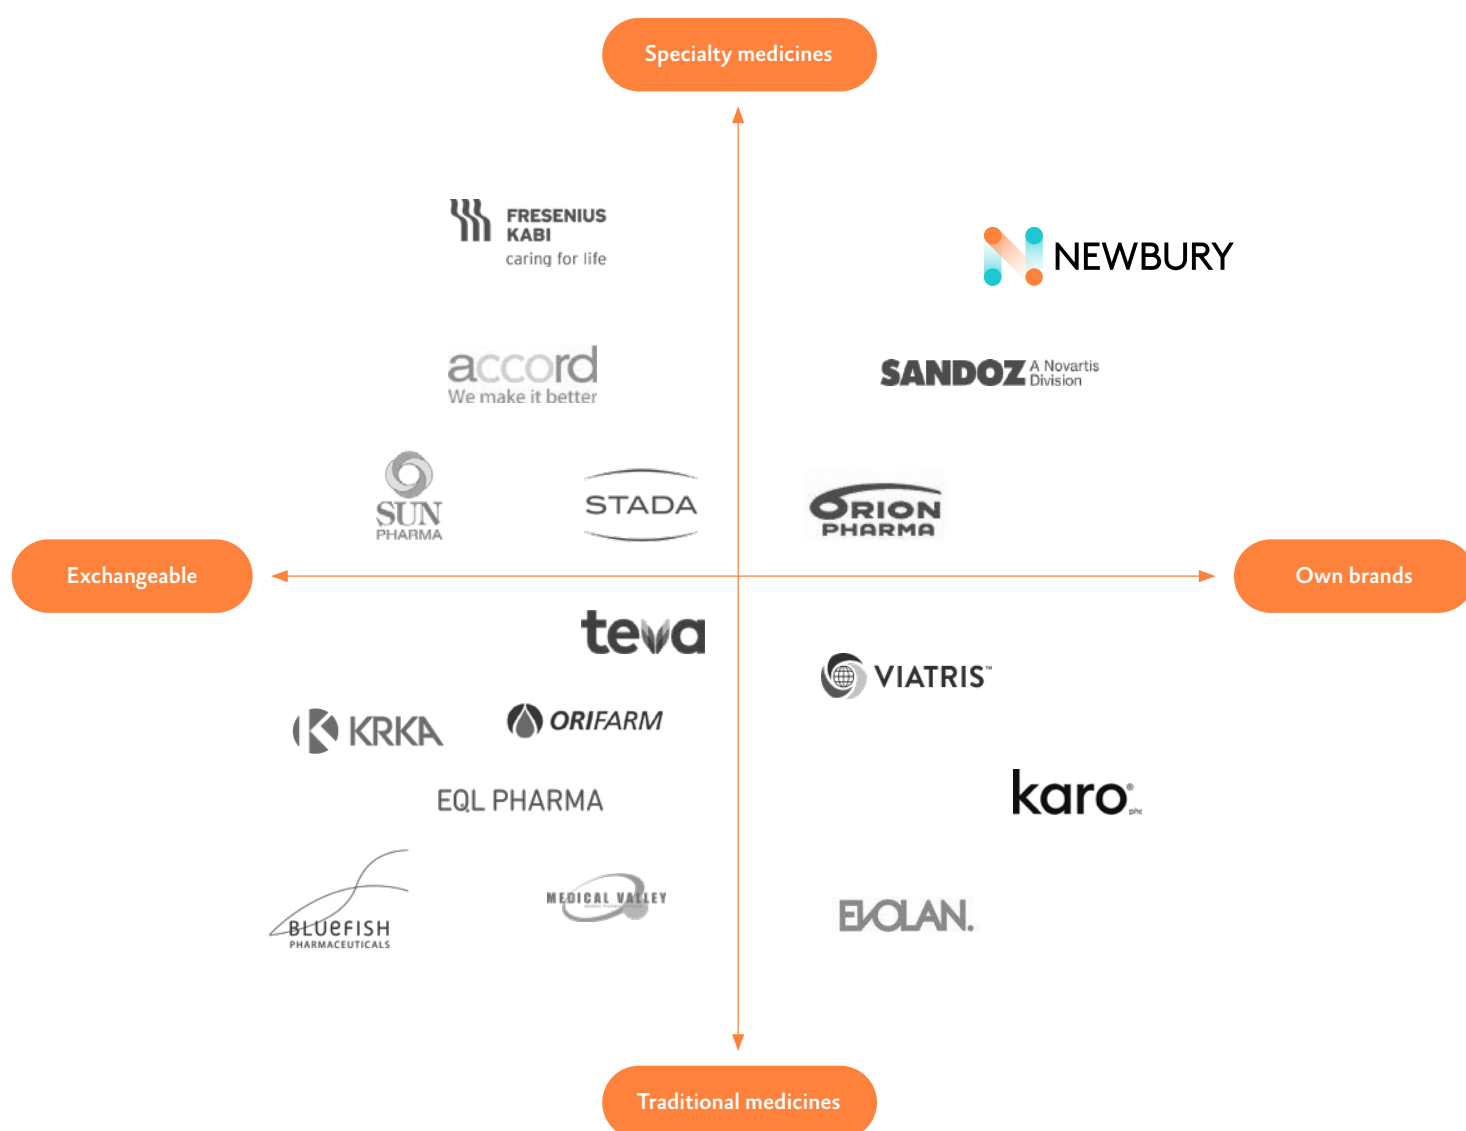 Specialty medicines
FRESENIUS
KABI
caring for life
NEWBURY
accord
We make it better
SANDOZ A Novartis
Division
SUN
PHARMA
STADA
ORION
PHARMA
Exchangeable
Own brands
teva
VIATRIS™
KRKA
ORIFARM
EQL PHARMA
karo®
BLUEFISH
PHARMACEUTICALS
MEDICAL VALLEY
EVOLAN.
Traditional medicines